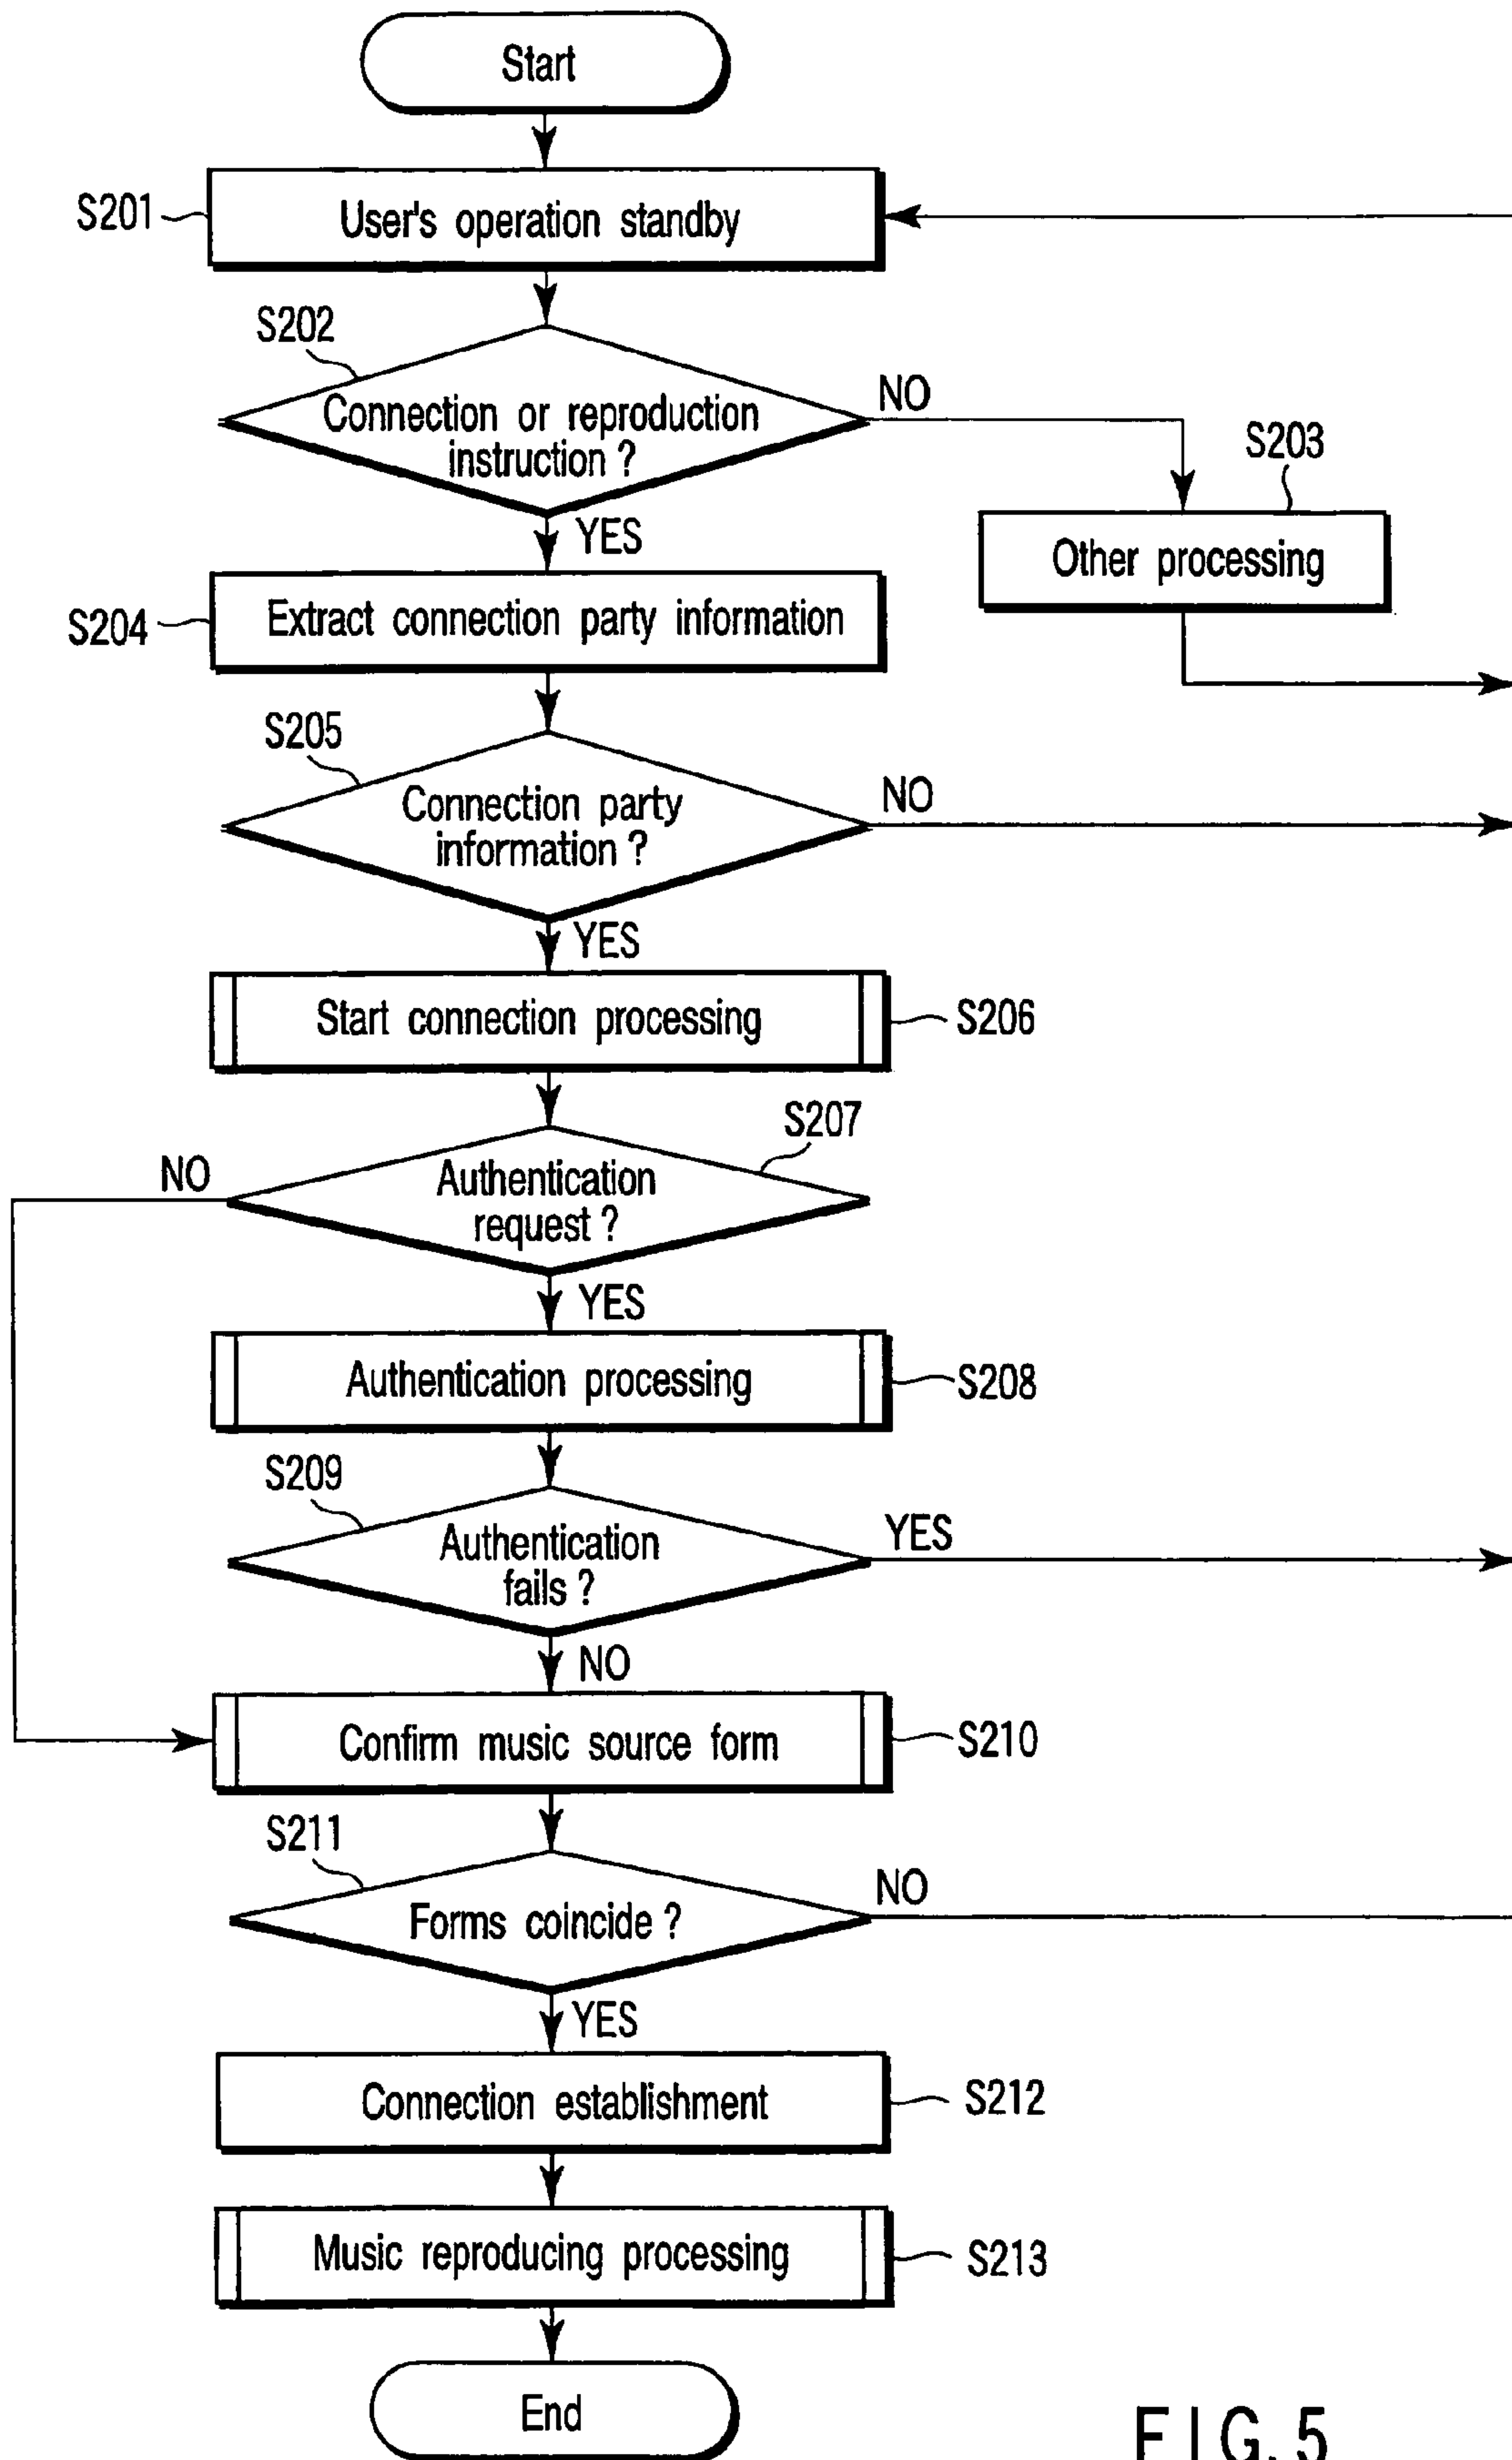 Start
S201
User's operation standby
S202
Connection or reproduction
instruction ?
NO
S203
Other processing
YES
S204
Extract connection party information
S205
Connection party
information ?
NO
YES
Start connection processing
S206
S207
NO
Authentication
request ?
YES
Authentication processing
S208
S209
Authentication
fails ?
YES
NO
Confirm music source form
S210
S211
Forms coincide ?
NO
YES
Connection establishment
S212
Music reproducing processing
S213
End
FIG. 5